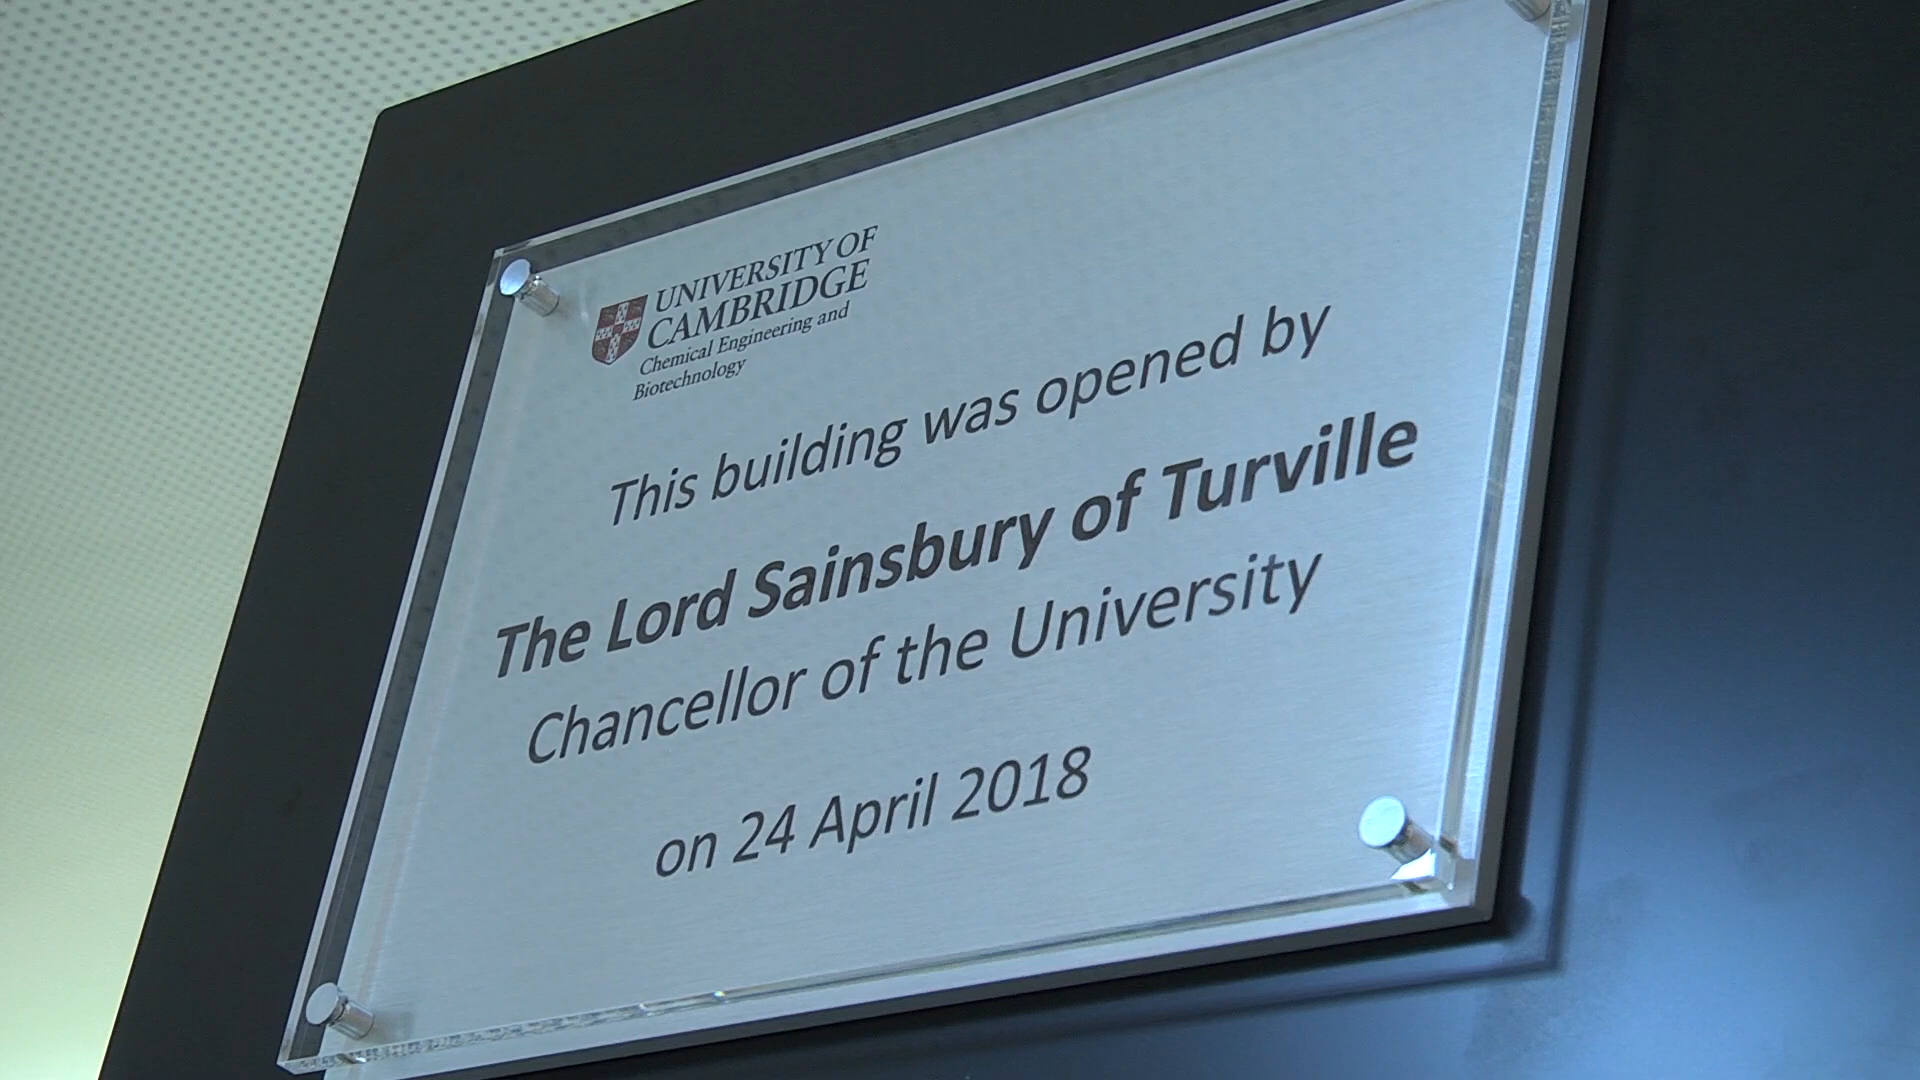 UNIVERSITY OF
CAMBRIDGE
Chemical Engineering and
Biotechnology
This building was opened by
The Lord Sainsbury of Turville
Chancellor of the University
on 24 April 2018